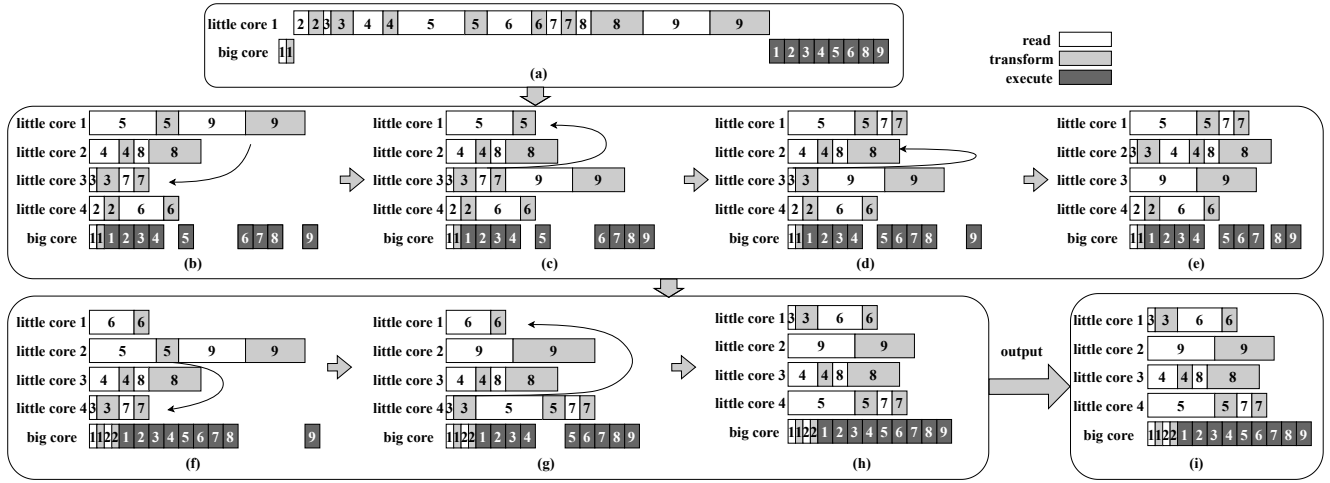 little core 1 2 2 3 3 4 4 5 5 6 6 7 7 8 8 9 9
big core 1 1 1 2 3 4 5 6 7 8 9
(a)
read
transform
execute
little core 1 5 5 9 9
little core 2 4 4 8 8
little core 3 3 3 7 7
little core 4 2 2 6 6
big core 1 1 1 2 3 4 5 6 7 8 9
(b)
little core 1 5 5
little core 2 4 4 8 8
little core 3 3 3 7 7 9 9
little core 4 2 2 6 6
big core 1 1 1 2 3 4 5 6 7 8 9
(c)
little core 1 5 5 7 7
little core 2 4 4 8 8
little core 3 3 3 9 9
little core 4 2 2 6 6
big core 1 1 1 2 3 4 5 6 7 8 9
(d)
little core 1 5 5 7 7
little core 2 3 3 4 4 8 8
little core 3 9 9
little core 4 2 2 6 6
big core 1 1 1 2 3 4 5 6 7 8 9
(e)
little core 1 6 6
little core 2 5 5 9 9
little core 3 4 4 8 8
little core 4 3 3 7 7
big core 1 1 2 2 1 2 3 4 5 6 7 8 9
(f)
little core 1 6 6
little core 2 9 9
little core 3 4 4 8 8
little core 4 3 3 5 5 7 7
big core 1 1 2 2 1 2 3 4 5 6 7 8 9
(g)
little core 1 3 3 6 6
little core 2 9 9
little core 3 4 4 8 8
little core 4 5 5 7 7
big core 1 1 2 2 1 2 3 4 5 6 7 8 9
(h)
output
little core 1 3 3 6 6
little core 2 9 9
little core 3 4 4 8 8
little core 4 5 5 7 7
big core 1 1 2 2 1 2 3 4 5 6 7 8 9
(i)